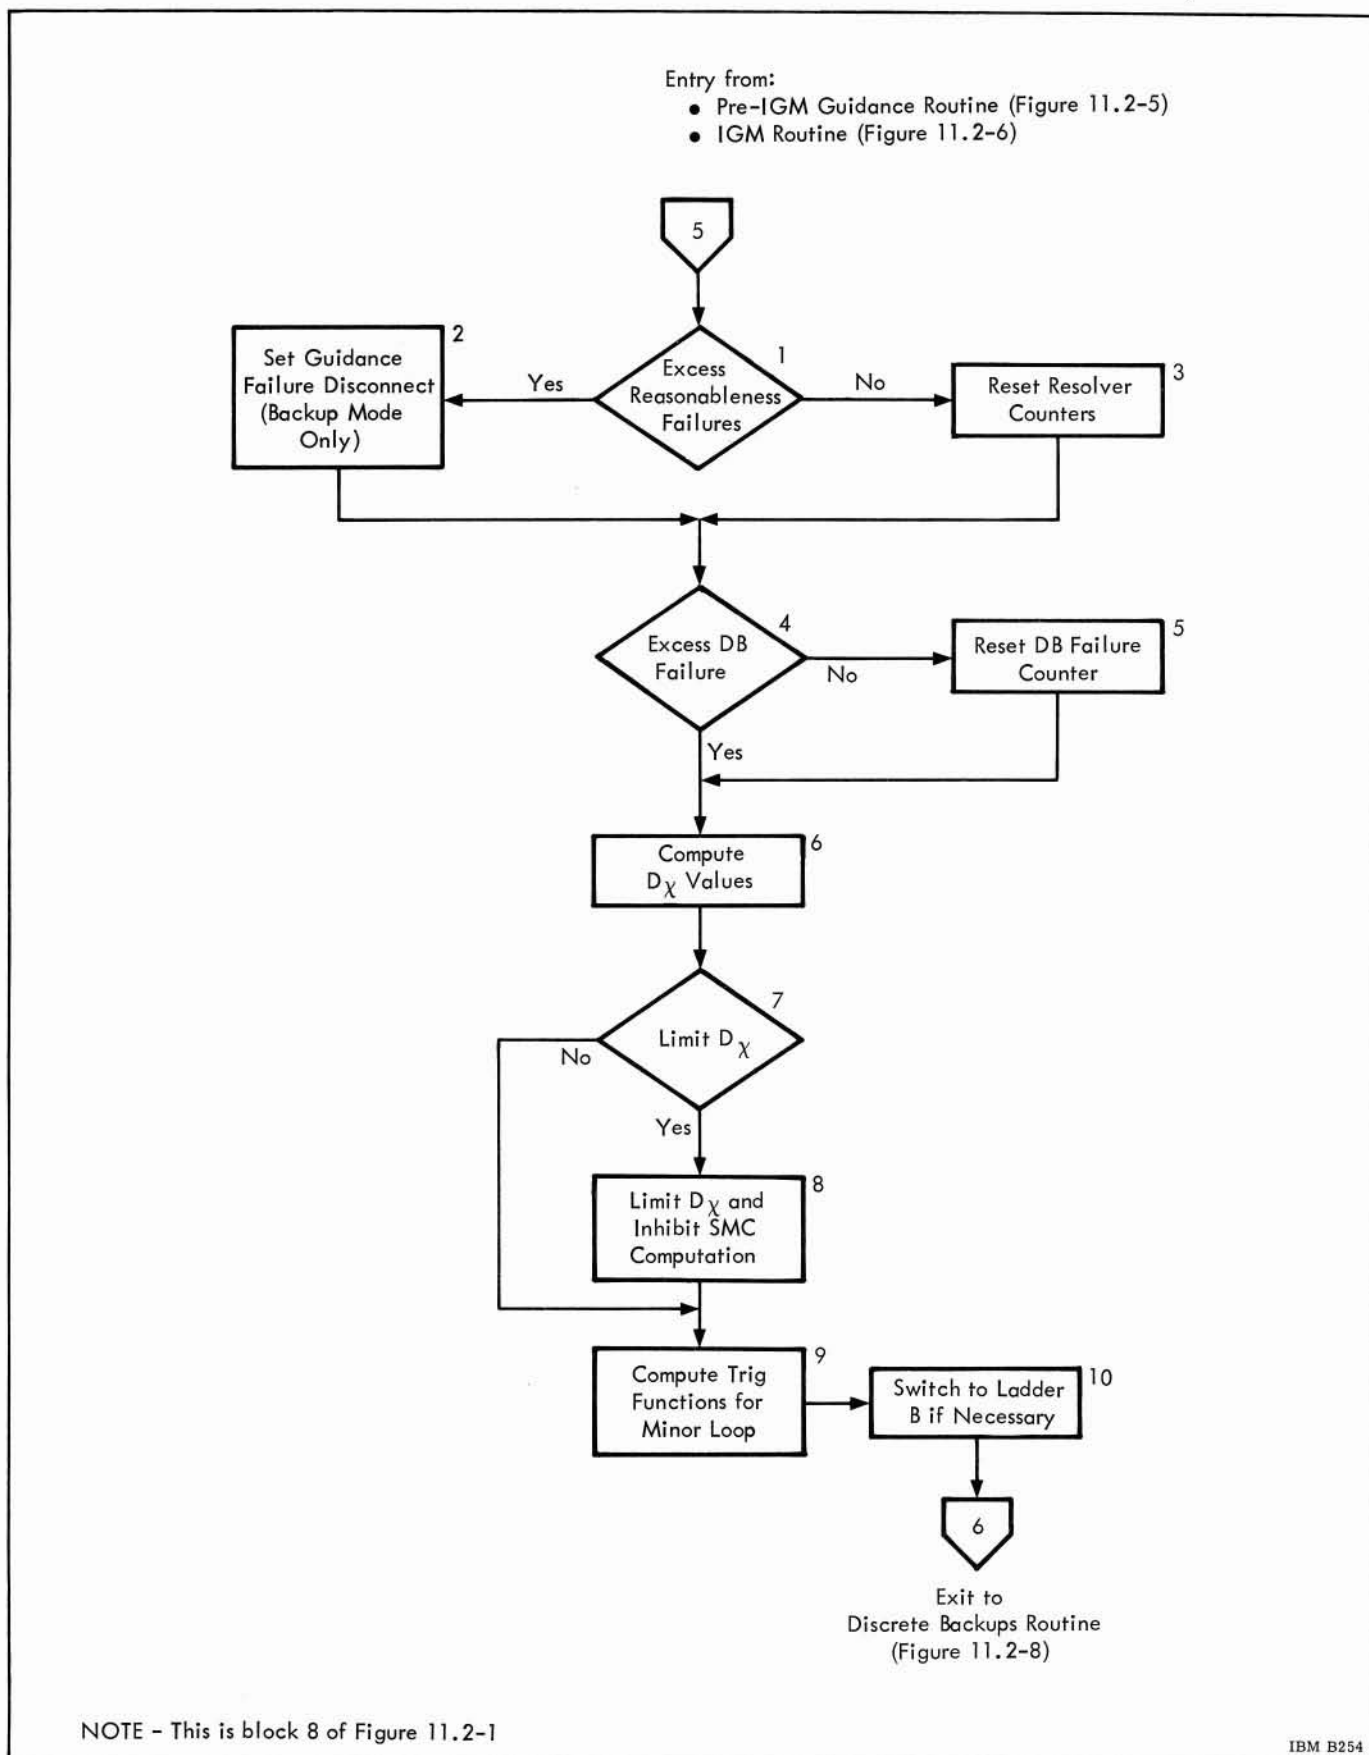 Entry from:
● Pre-IGM Guidance Routine (Figure 11.2-5)
● IGM Routine (Figure 11.2-6)
5
2
Set Guidance
Failure Disconnect
(Backup Mode
Only)
Yes
1
Excess
Reasonableness
Failures
No
3
Reset Resolver
Counters
4
Excess DB
Failure
No
5
Reset DB Failure
Counter
Yes
6
Compute
Dχ Values
7
Limit Dχ
No
Yes
8
Limit Dχ and
Inhibit SMC
Computation
9
Compute Trig
Functions for
Minor Loop
10
Switch to Ladder
B if Necessary
6
Exit to
Discrete Backups Routine
(Figure 11.2-8)
NOTE - This is block 8 of Figure 11.2-1
IBM B254